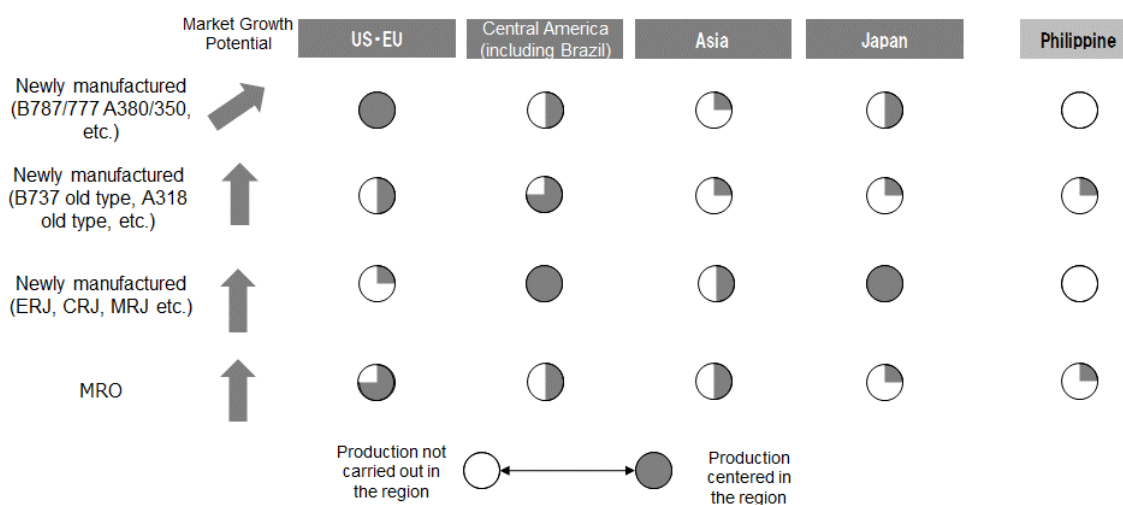 Market Growth
Potential
US・EU
Central America
(including Brazil)
Asia
Japan
Philippine
Newly manufactured
(B787/777 A380/350,
etc.)
Newly manufactured
(B737 old type, A318
old type, etc.)
Newly manufactured
(ERJ, CRJ, MRJ etc.)
MRO
Production not
carried out in
the region
Production
centered in
the region